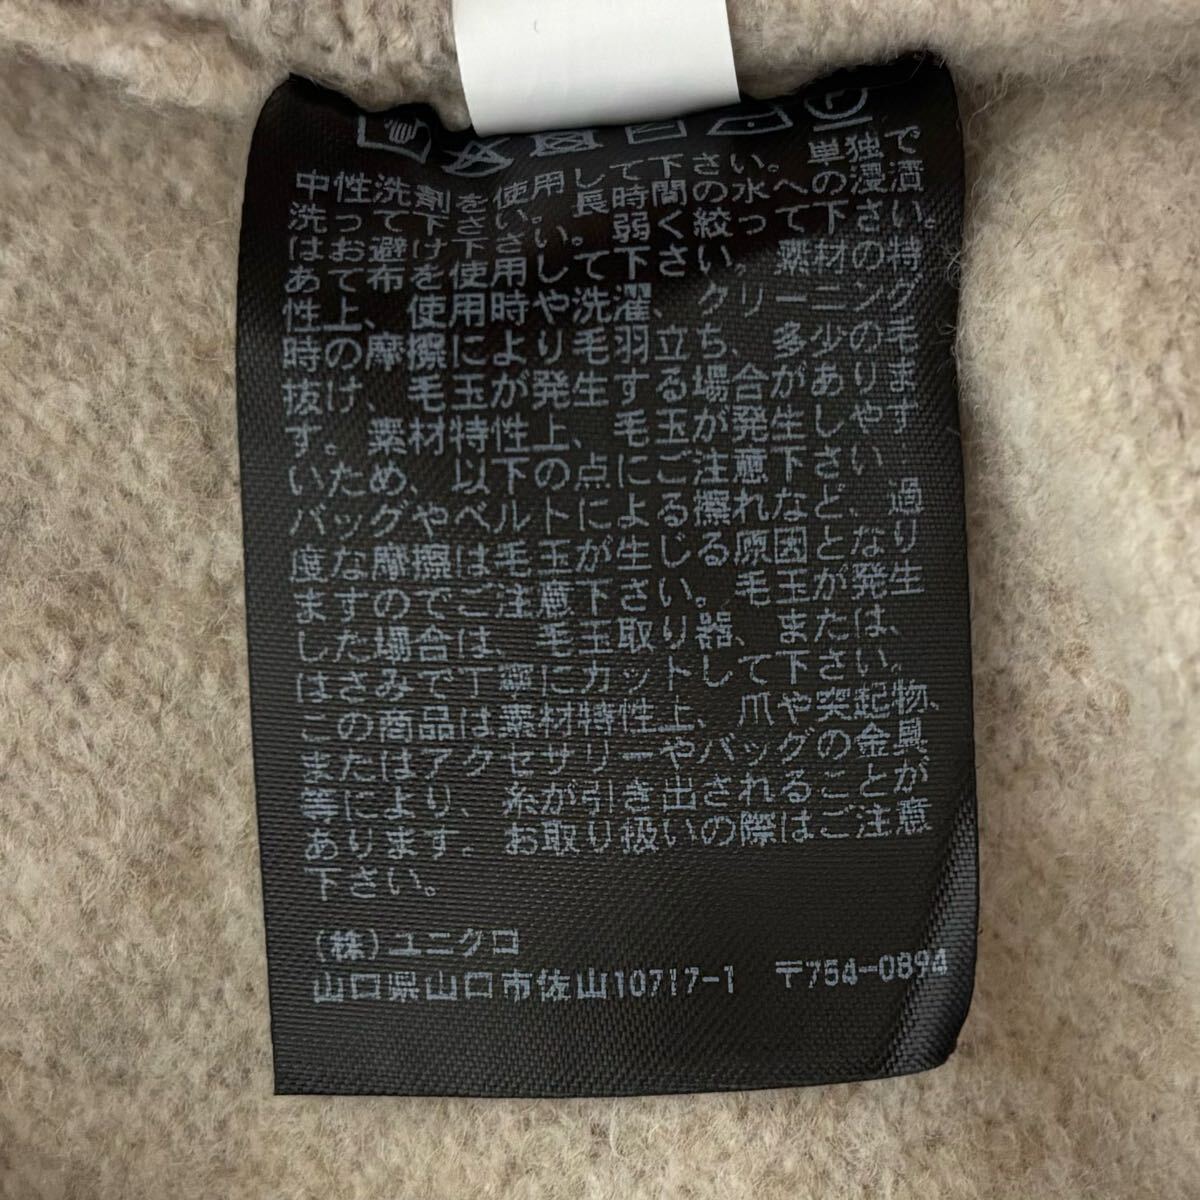 中性洗剤を使用して下さい。単独で
洗って下さい。長時間の水への浸漬
はお避け下さい。弱く絞って下さい。
あて布を使用して下さい。素材の特
性上、使用時や洗濯、クリーニング
時の摩擦により毛羽立ち、多少の毛
抜け、毛玉が発生する場合がありま
す。素材特性上、毛玉が発生しやす
いため、以下の点にご注意下さい。
バッグやベルトによる擦れなど、過
度な摩擦は毛玉が生じる原因となり
ますのでご注意下さい。毛玉が発生
した場合は、毛玉取り器、または、
はさみで丁寧にカットして下さい。
この商品は素材特性上、爪や突起物、
またはアクセサリーやバッグの金具
等により、糸が引き出されることが
あります。お取り扱いの際はご注意
下さい。
(株)ユニクロ
山口県山口市佐山10717-1 〒754-0894